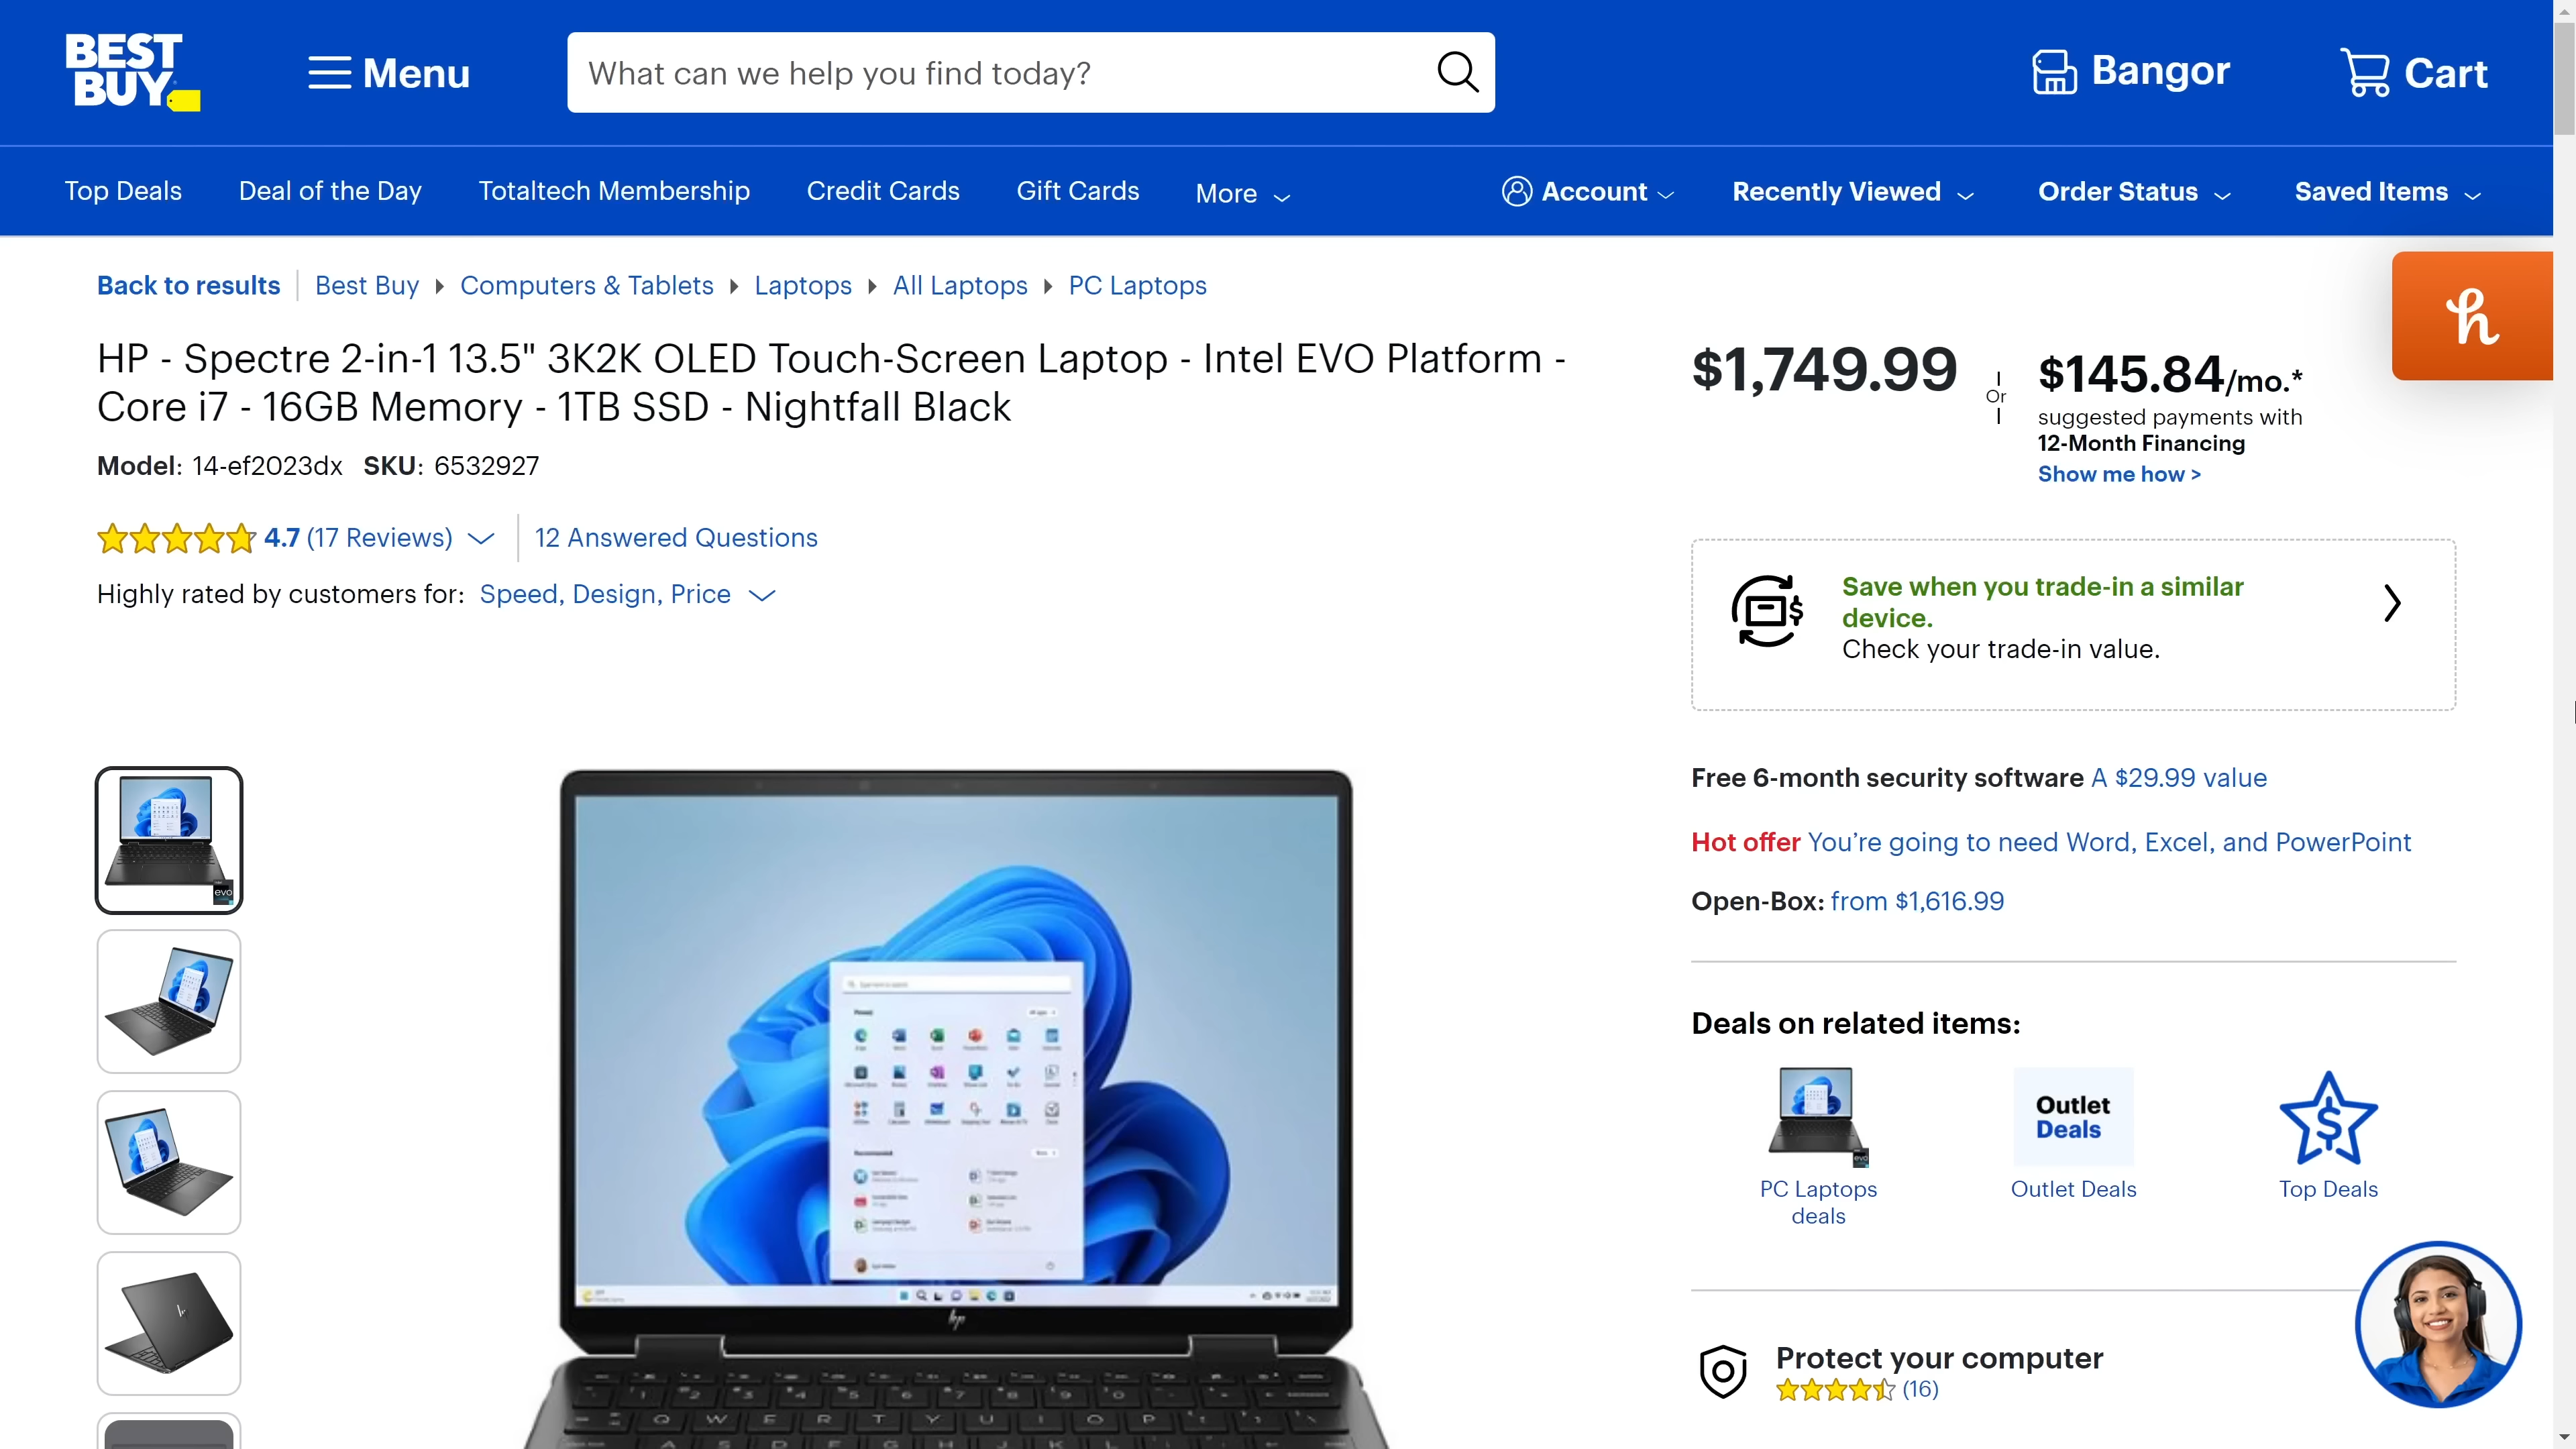 BEST
BUY
Menu
What can we help you find today?
Bangor
Cart
Top Deals
Deal of the Day
Totaltech Membership
Credit Cards
Gift Cards
More
Account
Recently Viewed
Order Status
Saved Items
Back to results
Best Buy
Computers & Tablets
Laptops
All Laptops
PC Laptops
h
HP - Spectre 2-in-1 13.5" 3K2K OLED Touch-Screen Laptop - Intel EVO Platform -
Core i7 - 16GB Memory - 1TB SSD - Nightfall Black
Model: 14-ef2023dx SKU: 6532927
4.7 (17 Reviews)
12 Answered Questions
Highly rated by customers for: Speed, Design, Price
$1,749.99
Or
$145.84/mo.*
suggested payments with
12-Month Financing
Show me how >
Save when you trade-in a similar
device.
Check your trade-in value.
Free 6-month security software A $29.99 value
Hot offer You’re going to need Word, Excel, and PowerPoint
Open-Box: from $1,616.99
Deals on related items:
Outlet
Deals
PC Laptops
deals
Outlet Deals
Top Deals
Protect your computer
(16)
evo
hp
Q W E R T Y U I O P